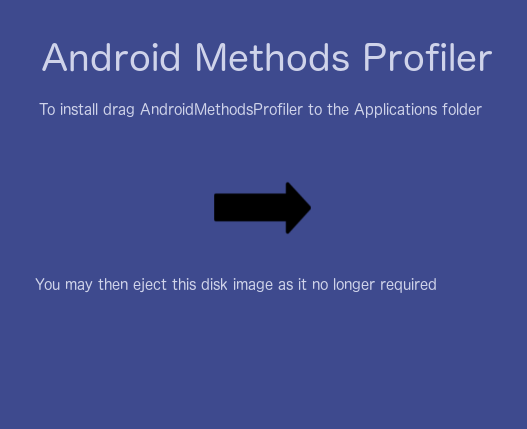 Android Methods Profiler
To install drag AndroidMethodsProfiler to the Applications folder
You may then eject this disk image as it no longer required